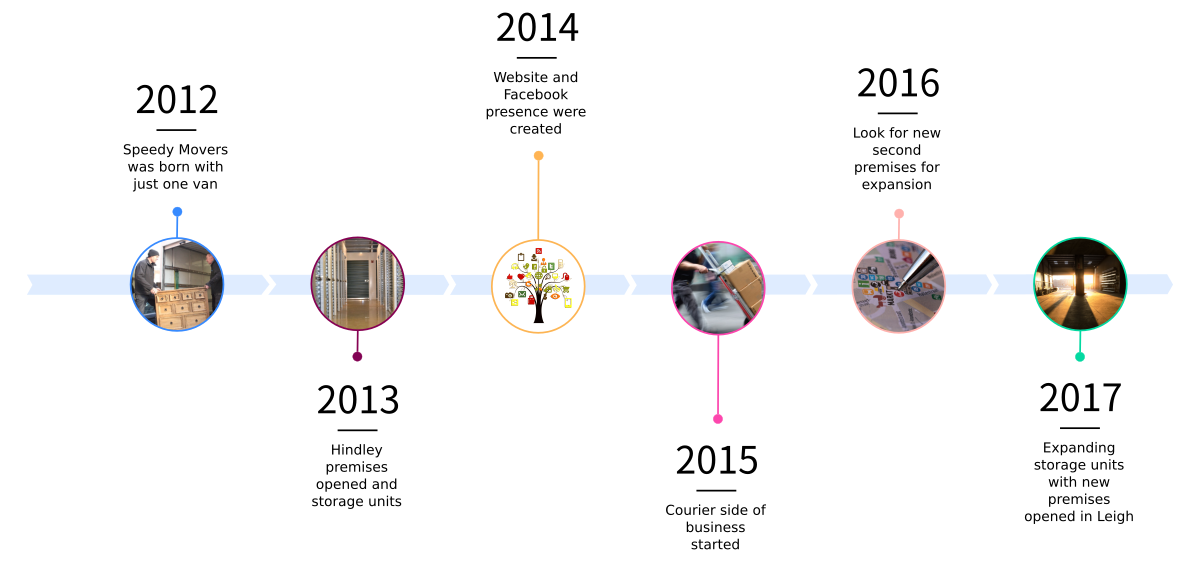 2012
Speedy Movers
was born with
just one van
2013
Hindley
premises
opened and
storage units
2014
Website and
Facebook
presence were
created
2015
Courier side of
business
started
2016
Look for new
second
premises for
expansion
2017
Expanding
storage units
with new
premises
opened in Leigh